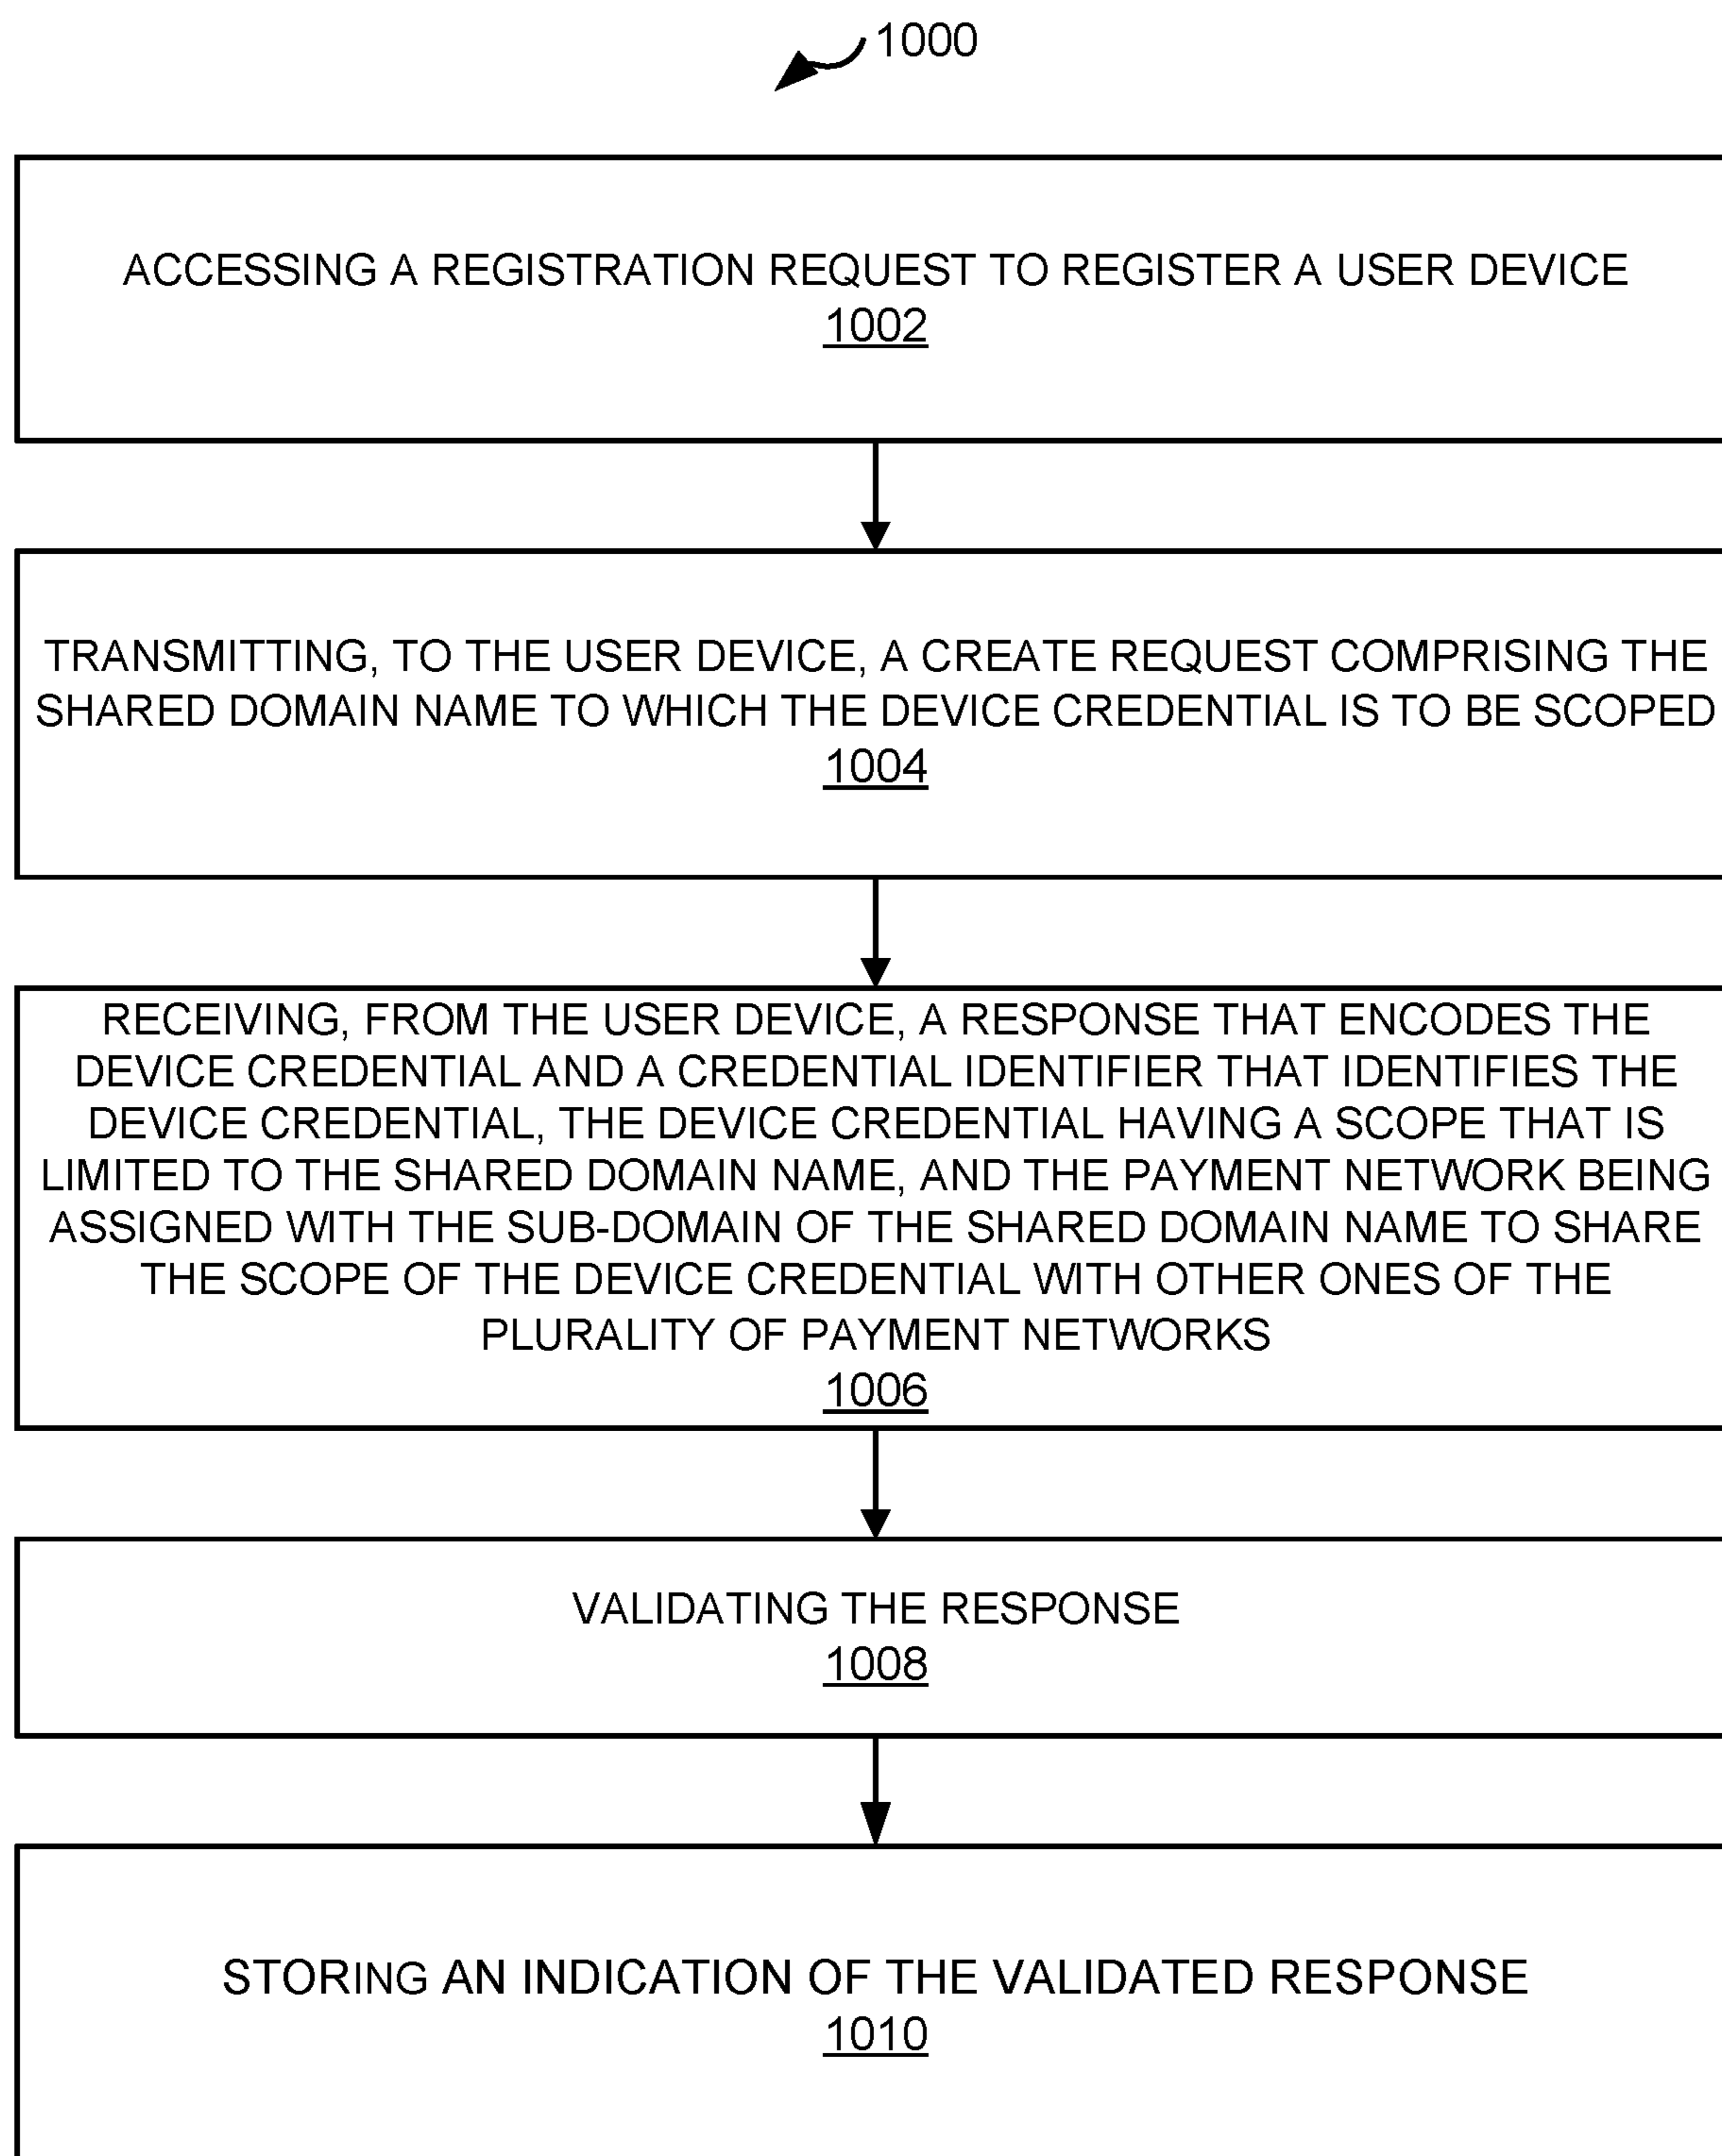 1000
ACCESSING A REGISTRATION REQUEST TO REGISTER A USER DEVICE
1002
TRANSMITTING, TO THE USER DEVICE, A CREATE REQUEST COMPRISING THE
SHARED DOMAIN NAME TO WHICH THE DEVICE CREDENTIAL IS TO BE SCOPED
1004
RECEIVING, FROM THE USER DEVICE, A RESPONSE THAT ENCODES THE
DEVICE CREDENTIAL AND A CREDENTIAL IDENTIFIER THAT IDENTIFIES THE
DEVICE CREDENTIAL, THE DEVICE CREDENTIAL HAVING A SCOPE THAT IS
LIMITED TO THE SHARED DOMAIN NAME, AND THE PAYMENT NETWORK BEING
ASSIGNED WITH THE SUB-DOMAIN OF THE SHARED DOMAIN NAME TO SHARE
THE SCOPE OF THE DEVICE CREDENTIAL WITH OTHER ONES OF THE
PLURALITY OF PAYMENT NETWORKS
1006
VALIDATING THE RESPONSE
1008
STORING AN INDICATION OF THE VALIDATED RESPONSE
1010